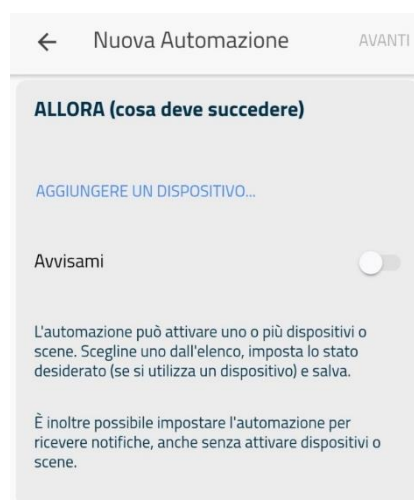 Nuova Automazione AVANTI
ALLORA (cosa deve succedere)
AGGIUNGERE UN DISPOSITIVO...
Avvisami
L'automazione può attivare uno o più dispositivi o
scene. Scegline uno dall'elenco, imposta lo stato
desiderato (se si utilizza un dispositivo) e salva.
È inoltre possibile impostare l'automazione per
ricevere notifiche, anche senza attivare dispositivi o
scene.